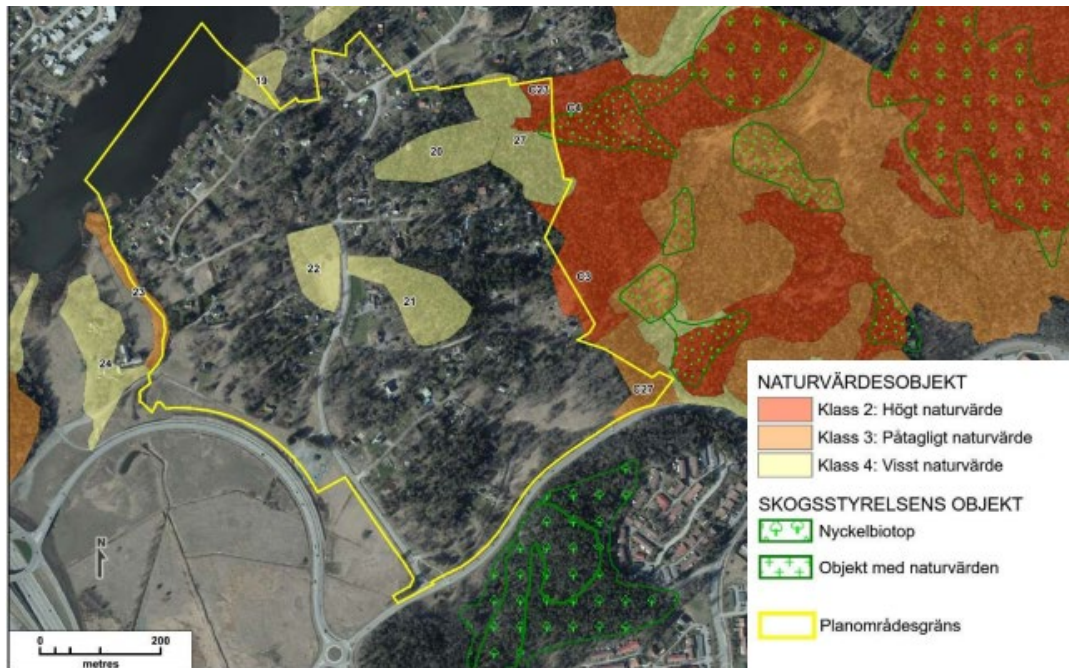 19
C23
C4
20
27
22
21
C3
23
24
C27
N
0 200
metres
NATURVÄRDESOBJEKT
Klass 2: Högt naturvärde
Klass 3: Påtagligt naturvärde
Klass 4: Visst naturvärde
SKOGSSTYRELSENS OBJEKT
Nyckelbiotop
Objekt med naturvärden
Planområdesgräns